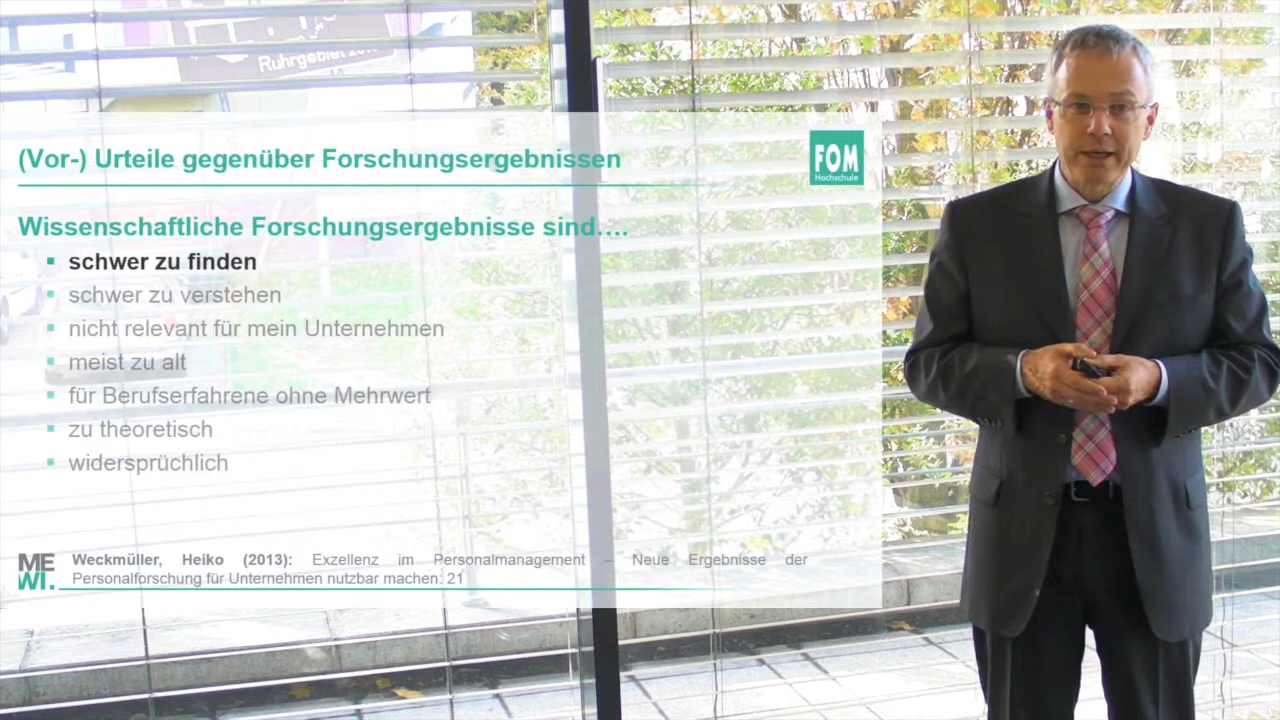 Ruhrgebiet
(Vor-) Urteile gegenüber Forschungsergebnissen
FOM
Hochschule
Wissenschaftliche Forschungsergebnisse sind….
schwer zu finden
schwer zu verstehen
nicht relevant für mein Unternehmen
meist zu alt
für Berufserfahrene ohne Mehrwert
zu theoretisch
widersprüchlich
ME
WI.
Weckmüller, Heiko (2013): Exzellenz im Personalmanagement – Neue Ergebnisse der
Personalforschung für Unternehmen nutzbar machen: 21